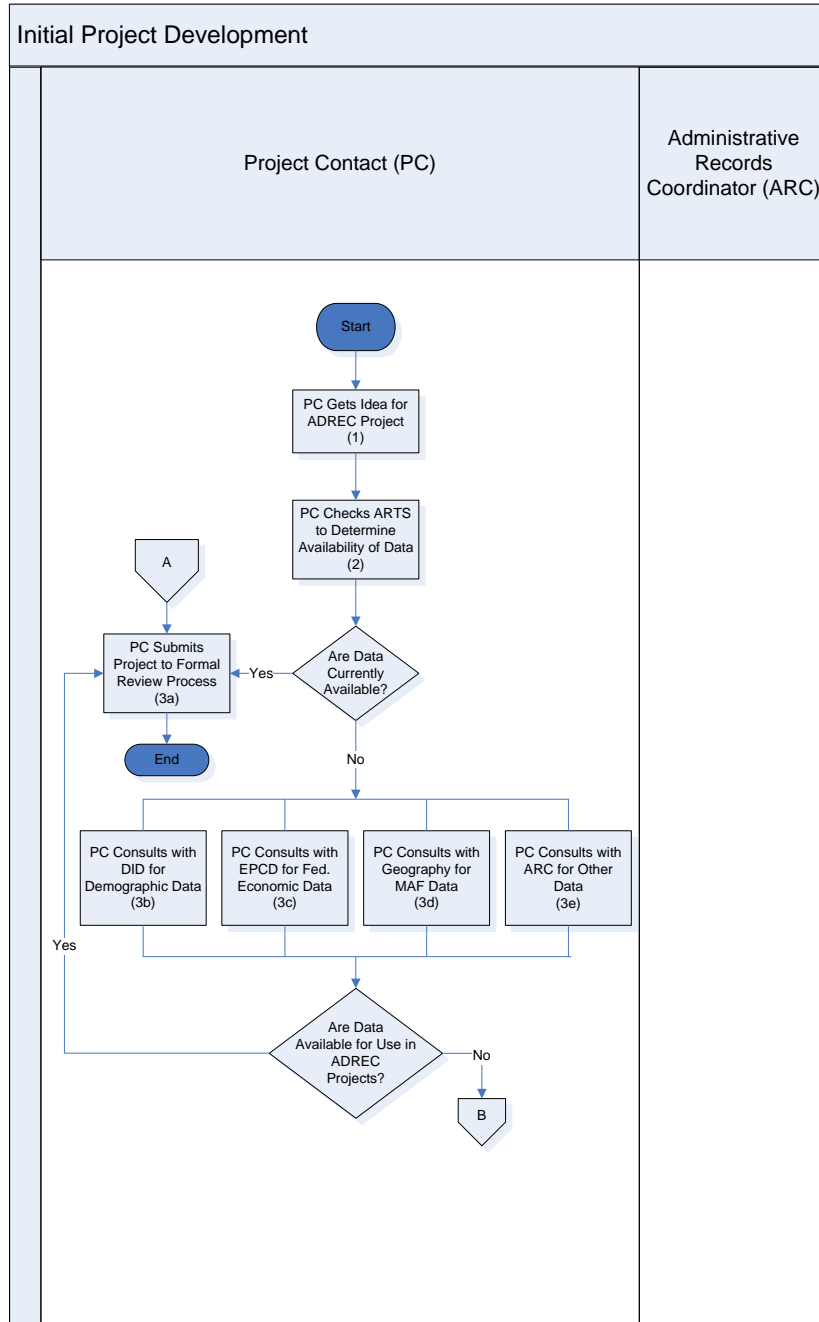 Initial Project Development
Project Contact (PC)
Administrative
Records
Coordinator (ARC)
Start
PC Gets Idea for
ADREC Project
(1)
PC Checks ARTS
to Determine
Availability of Data
(2)
A
PC Submits
Project to Formal
Review Process
(3a)
Yes
Are Data
Currently
Available?
End
No
PC Consults with
DID for
Demographic Data
(3b)
PC Consults with
EPCD for Fed.
Economic Data
(3c)
PC Consults with
Geography for
MAF Data
(3d)
PC Consults with
ARC for Other
Data
(3e)
Yes
Are Data
Available for Use in
ADREC
Projects?
No
B